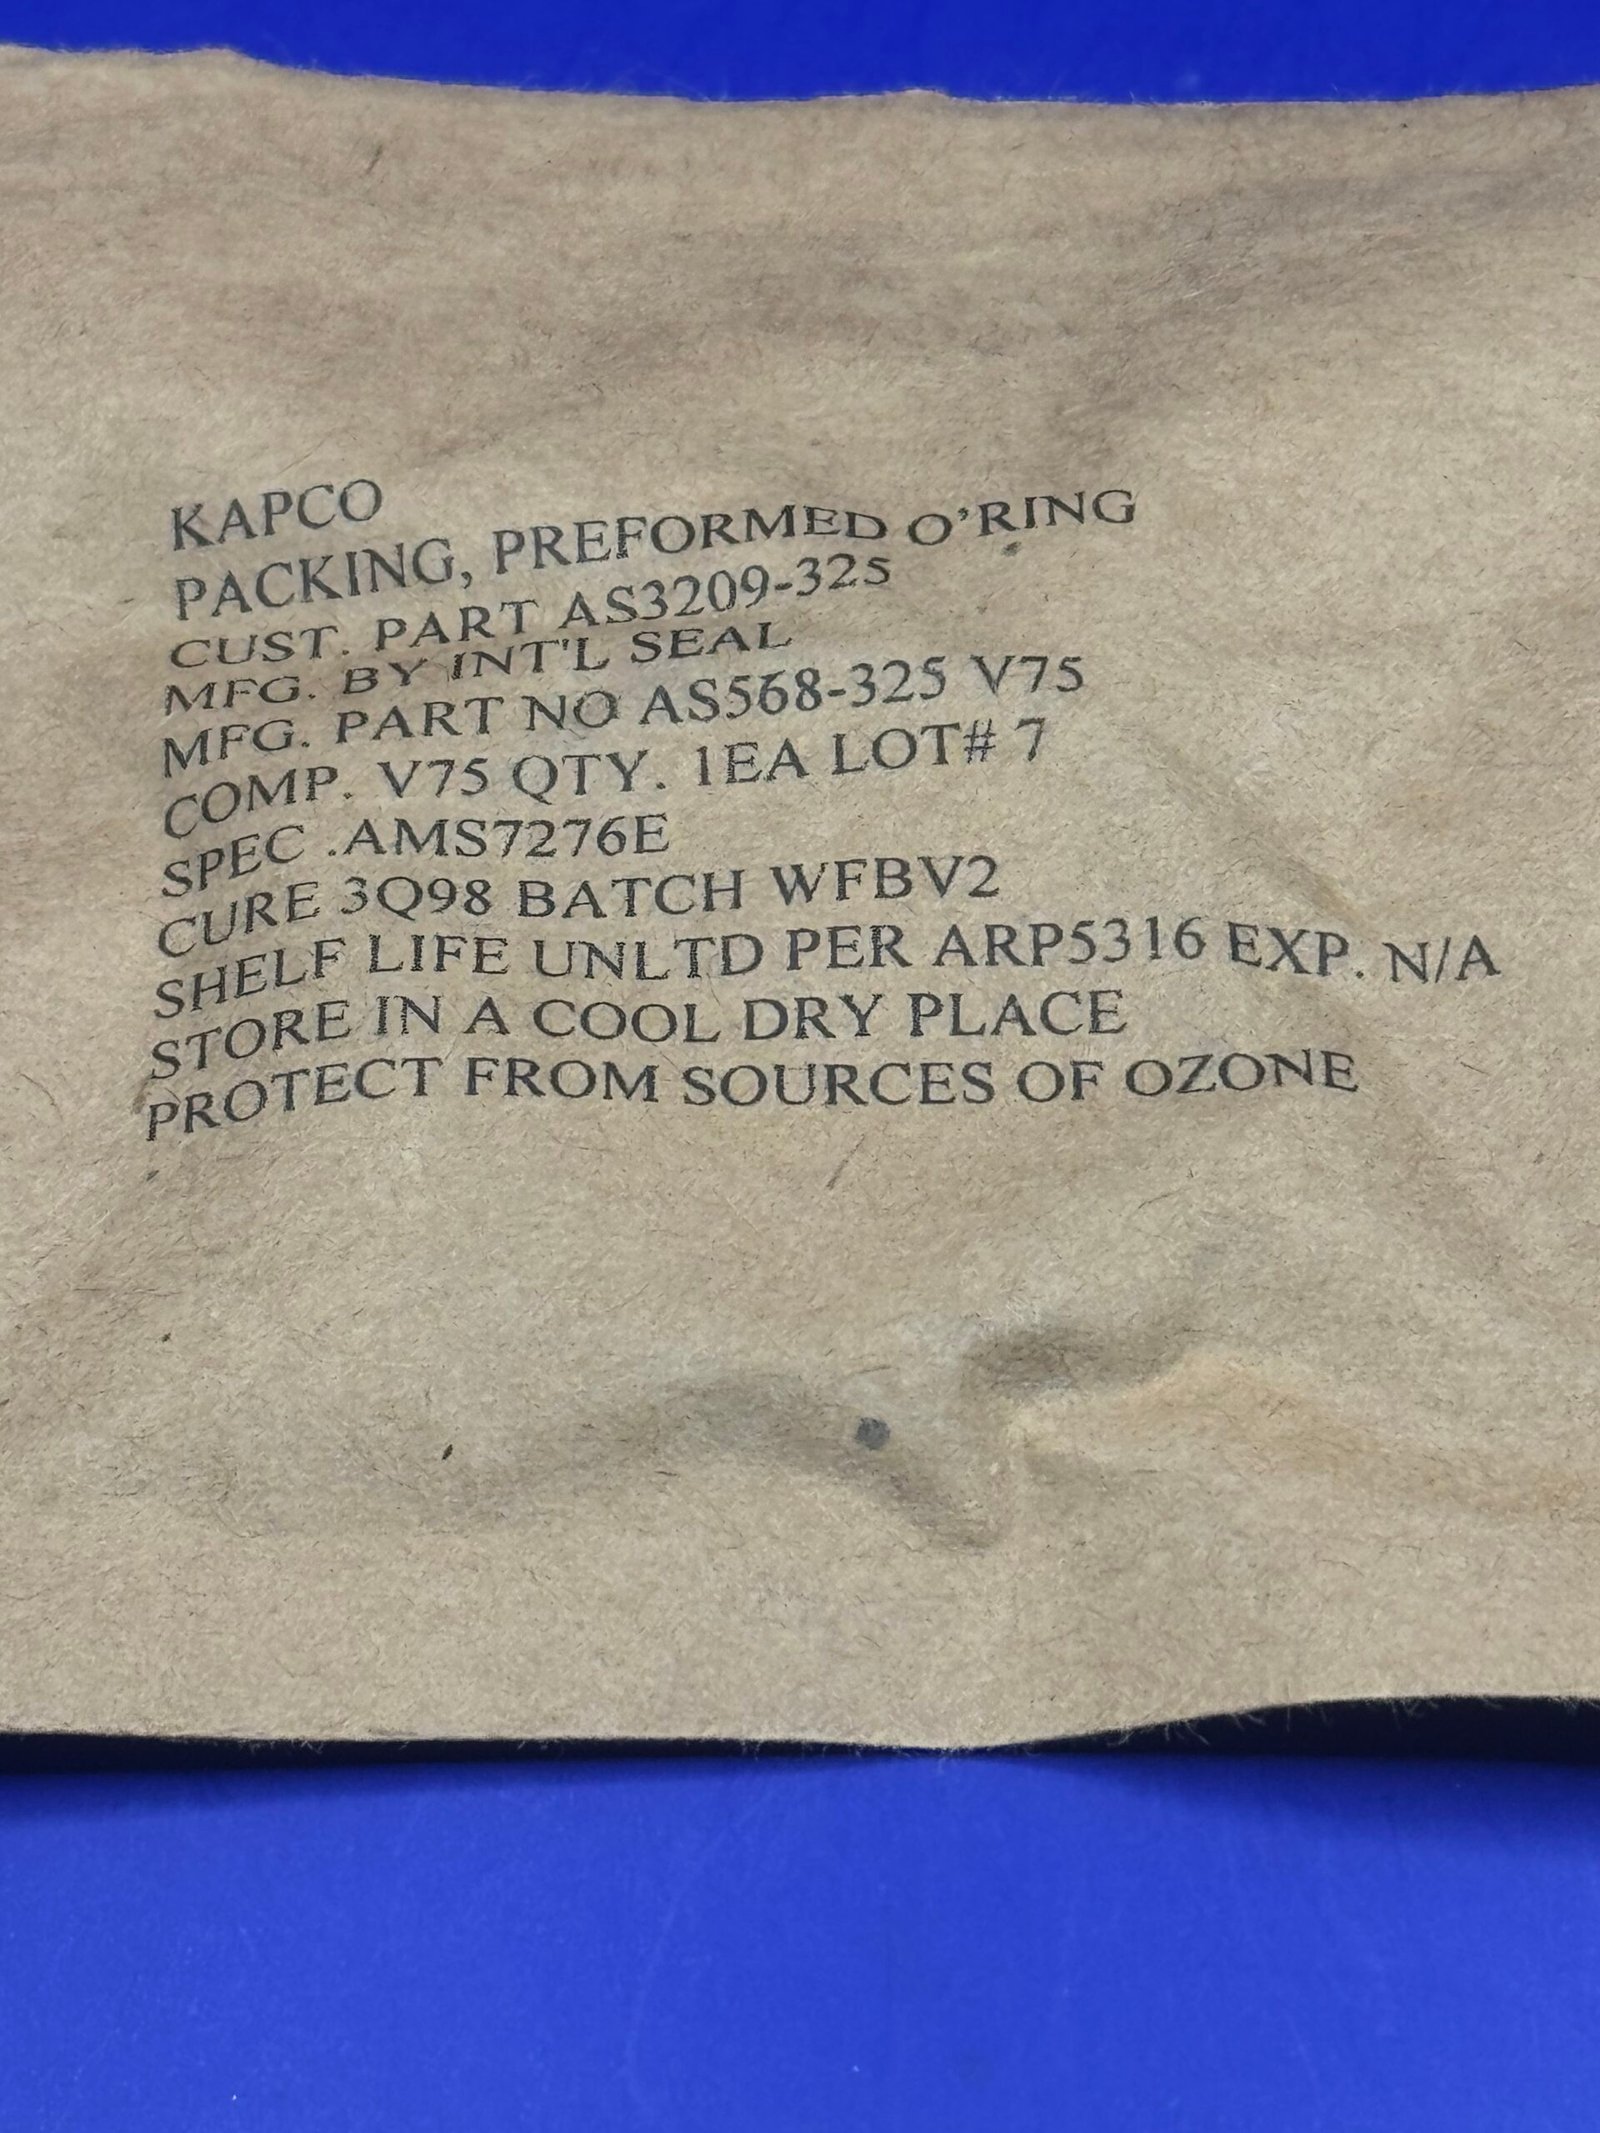 KAPCO
PACKING, PREFORMED O'RING
CUST. PART AS3209-325
MFG. BY INT'L SEAL
MFG. PART NO AS568-325 V75
COMP. V75 QTY. 1EA LOT# 7
SPEC .AMS7276E
CURE 3Q98 BATCH WFBV2
SHELF LIFE UNLTD PER ARP5316 EXP. N/A
STORE IN A COOL DRY PLACE
PROTECT FROM SOURCES OF OZONE